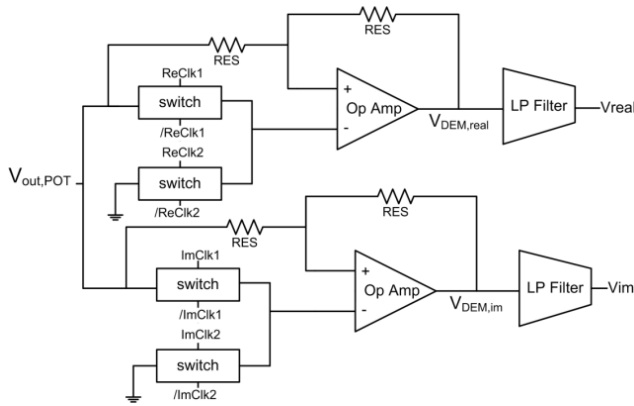 RES
RES
ReClk1
switch
/ReClk1
+
Op Amp
-
V_DEM,real
LP Filter
Vreal
ReClk2
switch
/ReClk2
V_out,POT
RES
RES
ImClk1
switch
/ImClk1
+
Op Amp
-
V_DEM,im
LP Filter
Vim
ImClk2
switch
/ImClk2